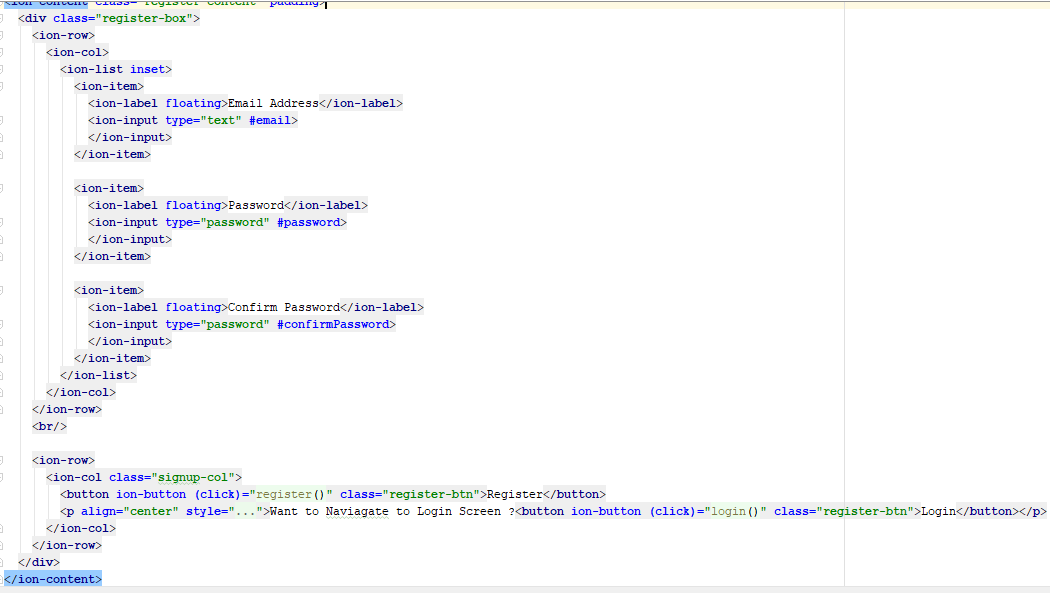 <ion-content class="register-content" padding>
<div class="register-box">
<ion-row>
<ion-col>
<ion-list inset>
<ion-item>
<ion-label floating>Email Address</ion-label>
<ion-input type="text" #email>
</ion-input>
</ion-item>
<ion-item>
<ion-label floating>Password</ion-label>
<ion-input type="password" #password>
</ion-input>
</ion-item>
<ion-item>
<ion-label floating>Confirm Password</ion-label>
<ion-input type="password" #confirmPassword>
</ion-input>
</ion-item>
</ion-list>
</ion-col>
</ion-row>
<br/>
<ion-row>
<ion-col class="signup-col">
<button ion-button (click)="register()" class="register-btn">Register</button>
<p align="center" style="...">Want to Naviagate to Login Screen ?<button ion-button (click)="login()" class="register-btn">Login</button></p>
</ion-col>
</ion-row>
</div>
</ion-content>